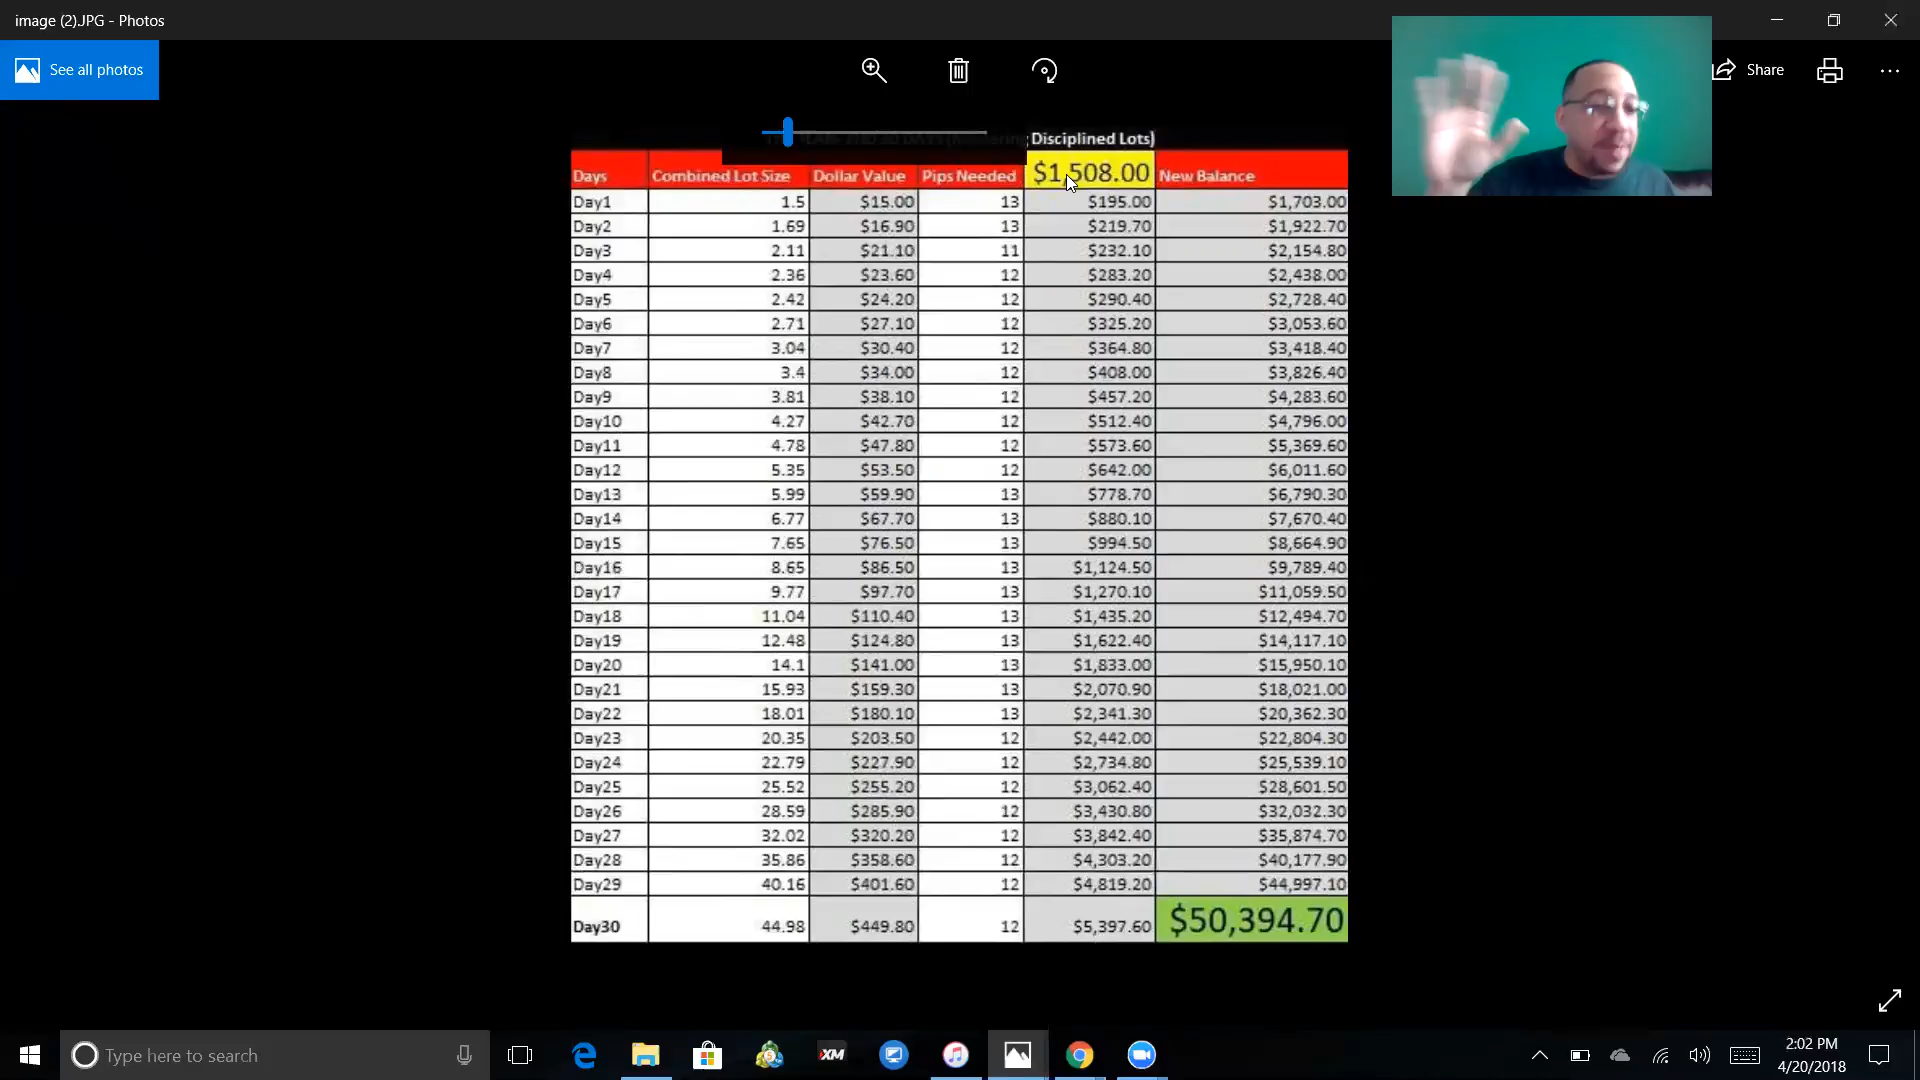 image (2).JPG - Photos
See all photos
Share
Disciplined Lots)
Days Combined Lot Size Dollar Value Pips Needed $1,508.00 New Balance
Day1 1.5 $15.00 13 $195.00 $1,703.00
Day2 1.69 $16.90 13 $219.70 $1,922.70
Day3 2.11 $21.10 11 $232.10 $2,154.80
Day4 2.36 $23.60 12 $283.20 $2,438.00
Day5 2.42 $24.20 12 $290.40 $2,728.40
Day6 2.71 $27.10 12 $325.20 $3,053.60
Day7 3.04 $30.40 12 $364.80 $3,418.40
Day8 3.4 $34.00 12 $408.00 $3,826.40
Day9 3.81 $38.10 12 $457.20 $4,283.60
Day10 4.27 $42.70 12 $512.40 $4,796.00
Day11 4.78 $47.80 12 $573.60 $5,369.60
Day12 5.35 $53.50 12 $642.00 $6,011.60
Day13 5.99 $59.90 13 $778.70 $6,790.30
Day14 6.77 $67.70 13 $880.10 $7,670.40
Day15 7.65 $76.50 13 $994.50 $8,664.90
Day16 8.65 $86.50 13 $1,124.50 $9,789.40
Day17 9.77 $97.70 13 $1,270.10 $11,059.50
Day18 11.04 $110.40 13 $1,435.20 $12,494.70
Day19 12.48 $124.80 13 $1,622.40 $14,117.10
Day20 14.1 $141.00 13 $1,833.00 $15,950.10
Day21 15.93 $159.30 13 $2,070.90 $18,021.00
Day22 18.01 $180.10 13 $2,341.30 $20,362.30
Day23 20.35 $203.50 12 $2,442.00 $22,804.30
Day24 22.79 $227.90 12 $2,734.80 $25,539.10
Day25 25.52 $255.20 12 $3,062.40 $28,601.50
Day26 28.59 $285.90 12 $3,430.80 $32,032.30
Day27 32.02 $320.20 12 $3,842.40 $35,874.70
Day28 35.86 $358.60 12 $4,303.20 $40,177.90
Day29 40.16 $401.60 12 $4,819.20 $44,997.10
Day30 44.98 $449.80 12 $5,397.60 $50,394.70
Type here to search
XM
2:02 PM
4/20/2018